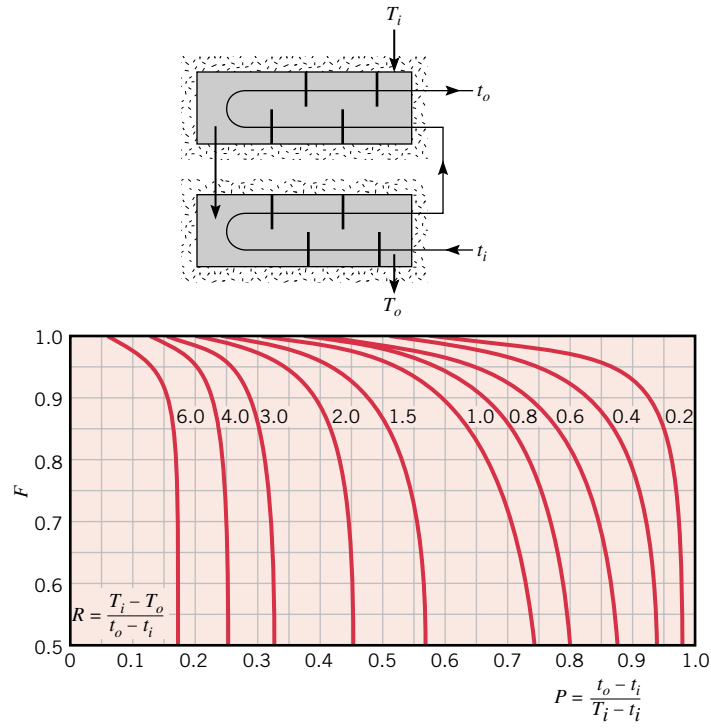 T_i
t_o
t_i
T_o
1.0
0.9
0.8
0.7
0.6
0.5
F
6.0 4.0 3.0 2.0 1.5 1.0 0.8 0.6 0.4 0.2
R = (T_i − T_o) / (t_o − t_i)
0 0.1 0.2 0.3 0.4 0.5 0.6 0.7 0.8 0.9 1.0
P = (t_o − t_i) / (T_i − t_i)